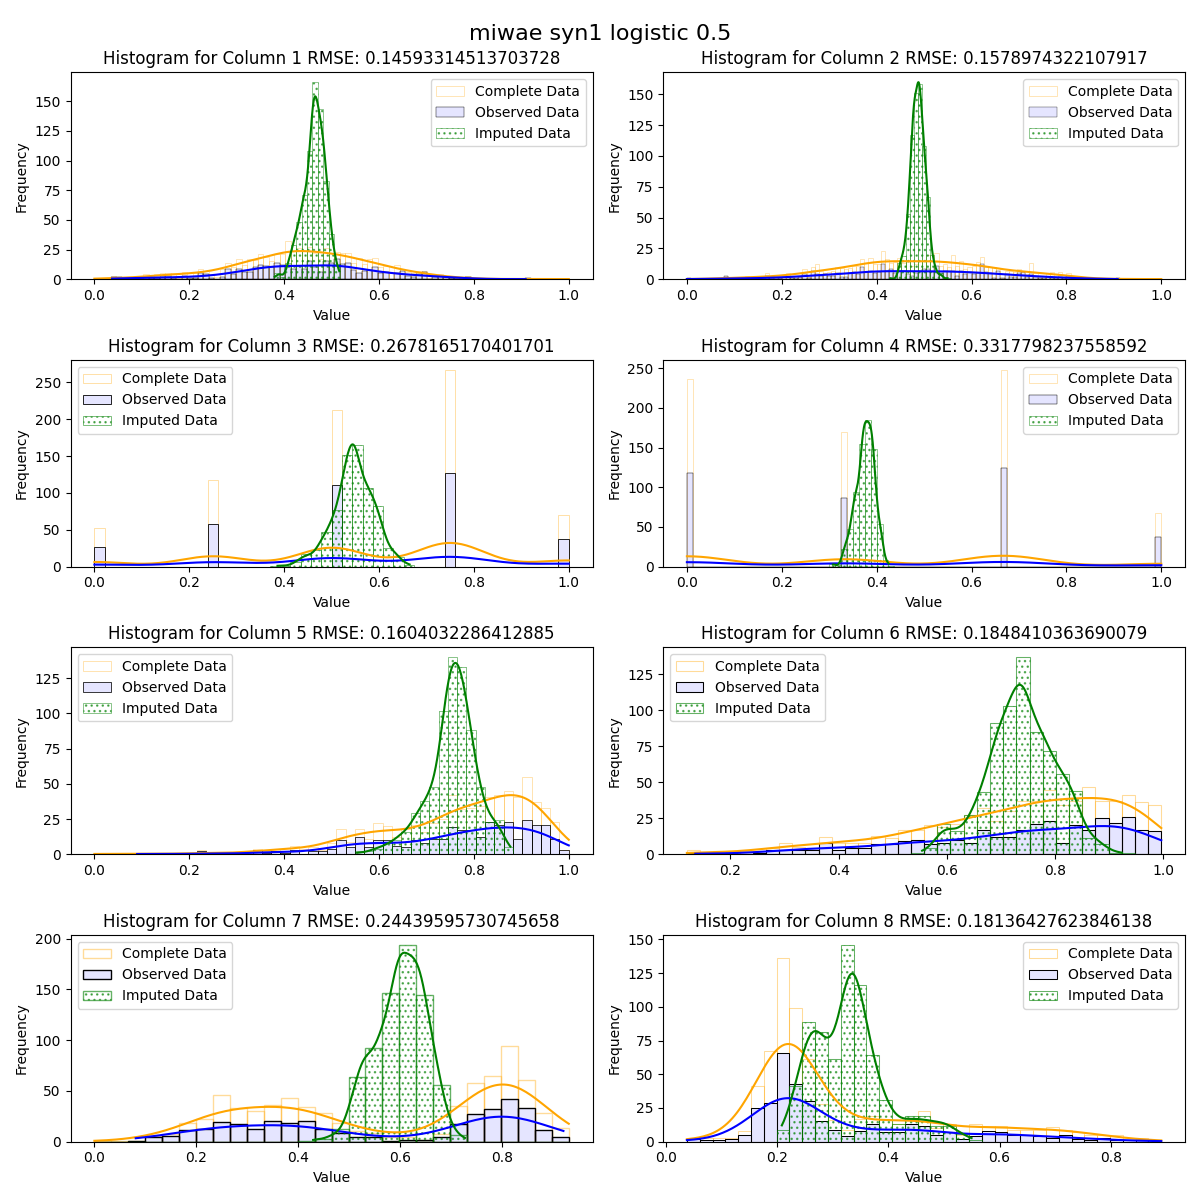 miwae syn1 logistic 0.5
Histogram for Column 1 RMSE: 0.14593314513703728
Complete Data
Observed Data
Imputed Data
Frequency
150
125
100
75
50
25
0
0.0 0.2 0.4 0.6 0.8 1.0
Value
Histogram for Column 2 RMSE: 0.1578974322107917
Complete Data
Observed Data
Imputed Data
Frequency
150
125
100
75
50
25
0
0.0 0.2 0.4 0.6 0.8 1.0
Value
Histogram for Column 3 RMSE: 0.2678165170401701
Complete Data
Observed Data
Imputed Data
Frequency
250
200
150
100
50
0
0.0 0.2 0.4 0.6 0.8 1.0
Value
Histogram for Column 4 RMSE: 0.3317798237558592
Complete Data
Observed Data
Imputed Data
Frequency
250
200
150
100
50
0
0.0 0.2 0.4 0.6 0.8 1.0
Value
Histogram for Column 5 RMSE: 0.1604032286412885
Complete Data
Observed Data
Imputed Data
Frequency
125
100
75
50
25
0
0.0 0.2 0.4 0.6 0.8 1.0
Value
Histogram for Column 6 RMSE: 0.1848410363690079
Complete Data
Observed Data
Imputed Data
Frequency
125
100
75
50
25
0
0.2 0.4 0.6 0.8 1.0
Value
Histogram for Column 7 RMSE: 0.24439595730745658
Complete Data
Observed Data
Imputed Data
Frequency
200
150
100
50
0
0.0 0.2 0.4 0.6 0.8
Value
Histogram for Column 8 RMSE: 0.18136427623846138
Complete Data
Observed Data
Imputed Data
Frequency
150
125
100
75
50
25
0
0.0 0.2 0.4 0.6 0.8
Value